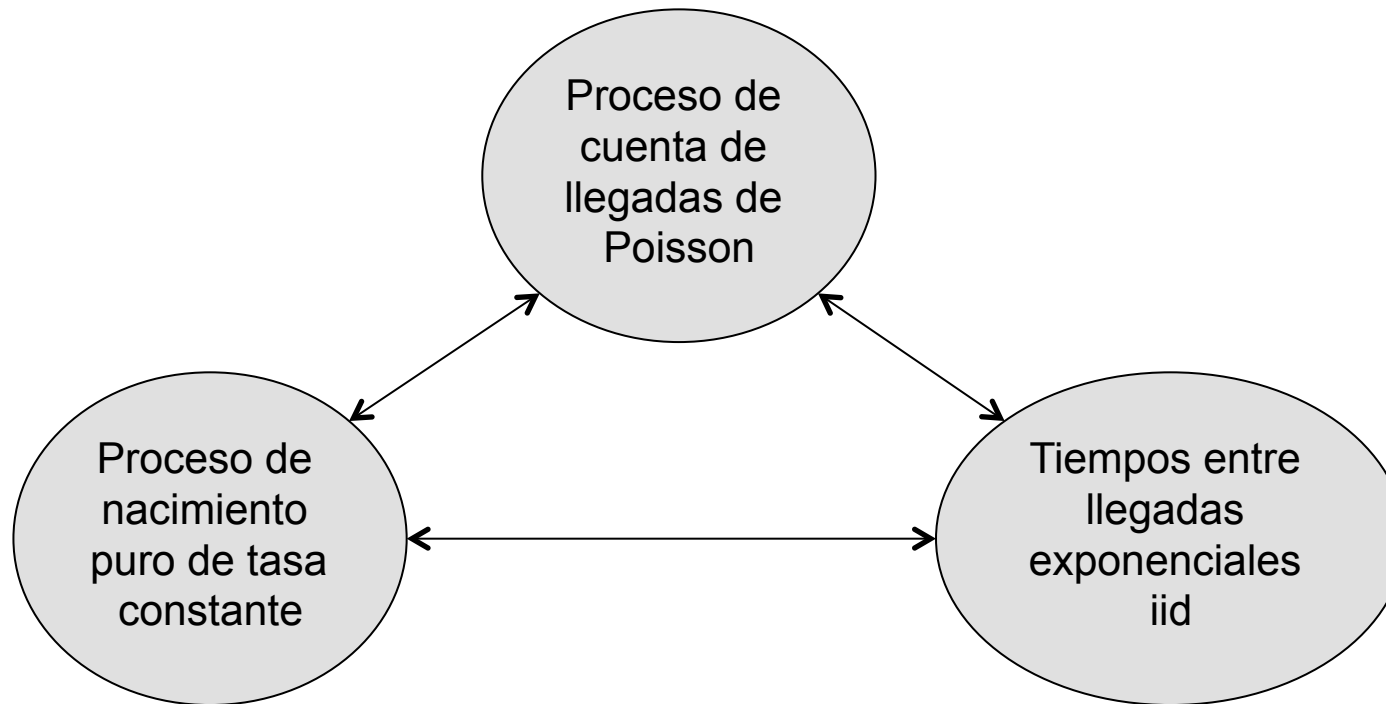 Proceso de
cuenta de
llegadas de
Poisson
Proceso de
nacimiento
puro de tasa
constante
Tiempos entre
llegadas
exponenciales
iid